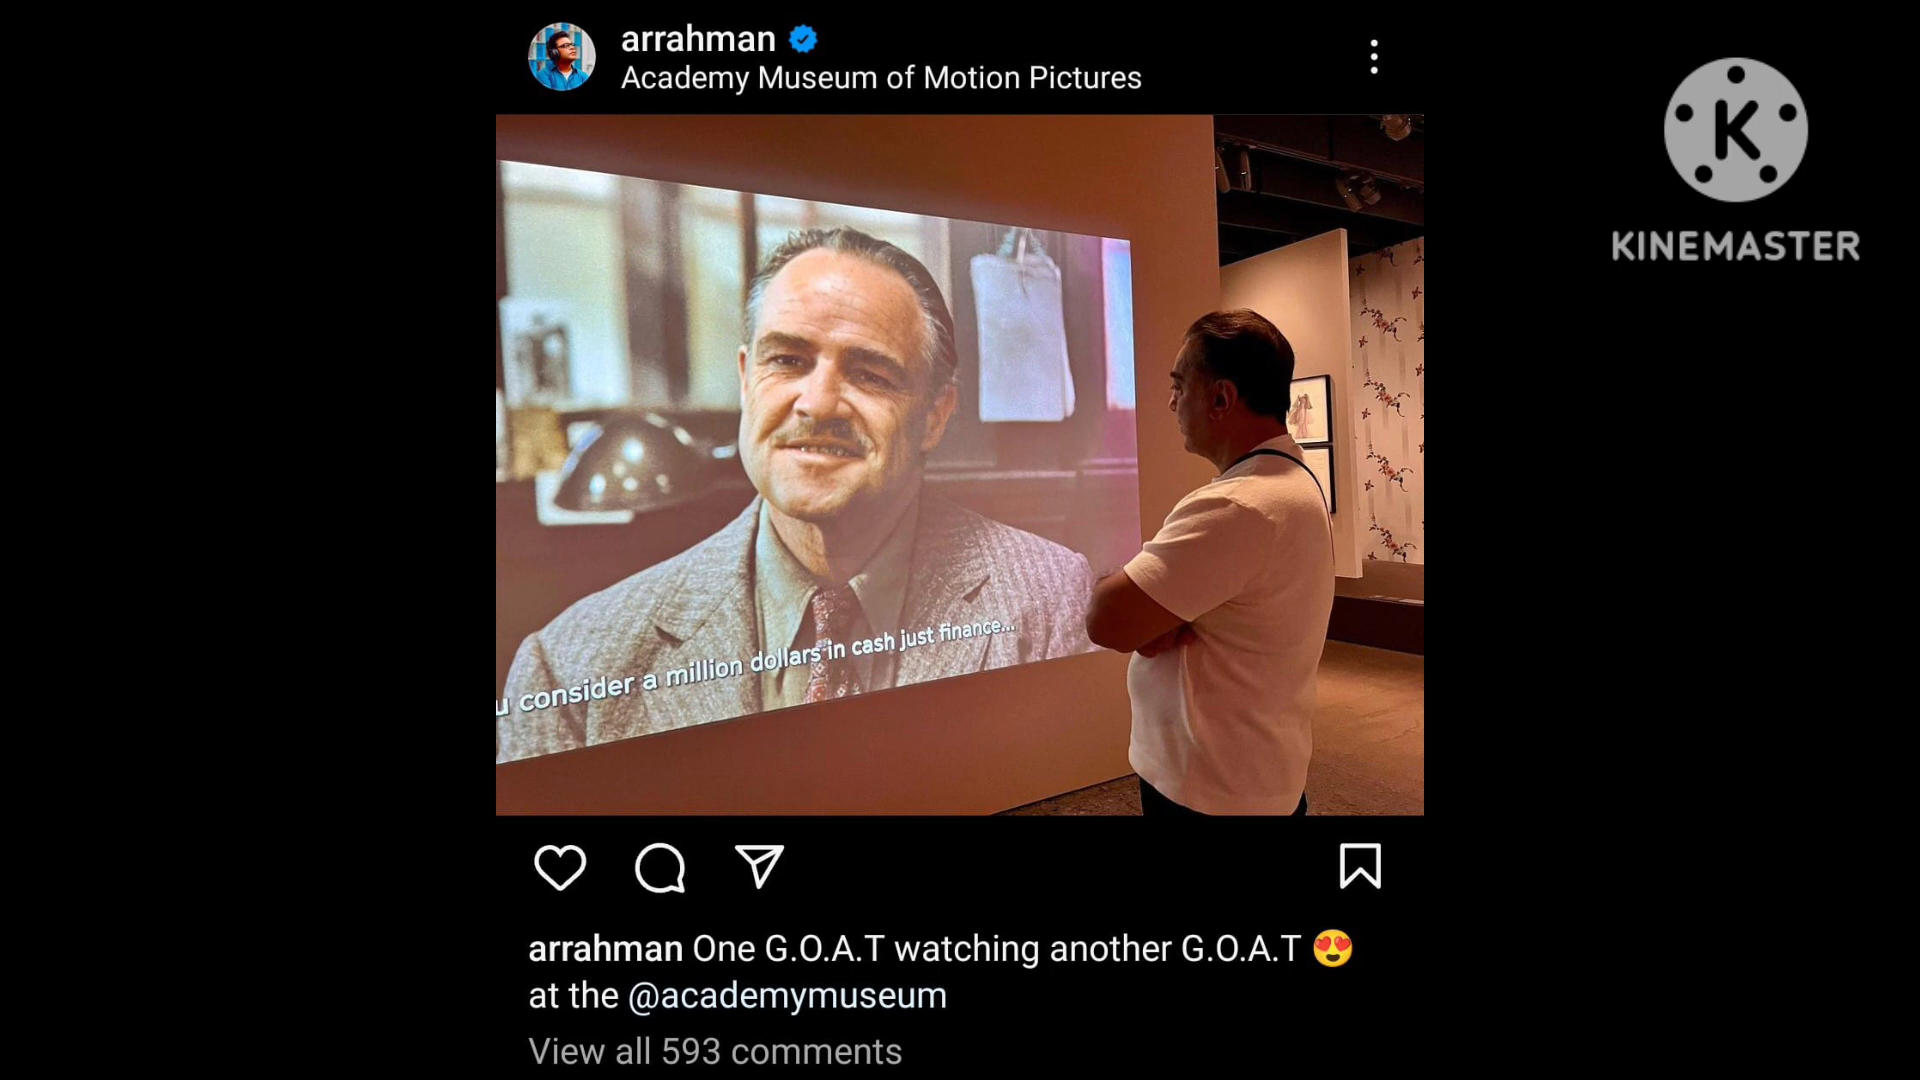 arrahman
Academy Museum of Motion Pictures
K
KINEMASTER
u consider a million dollars in cash just finance...
arrahman One G.O.A.T watching another G.O.A.T 😍
at the @academymuseum
View all 593 comments